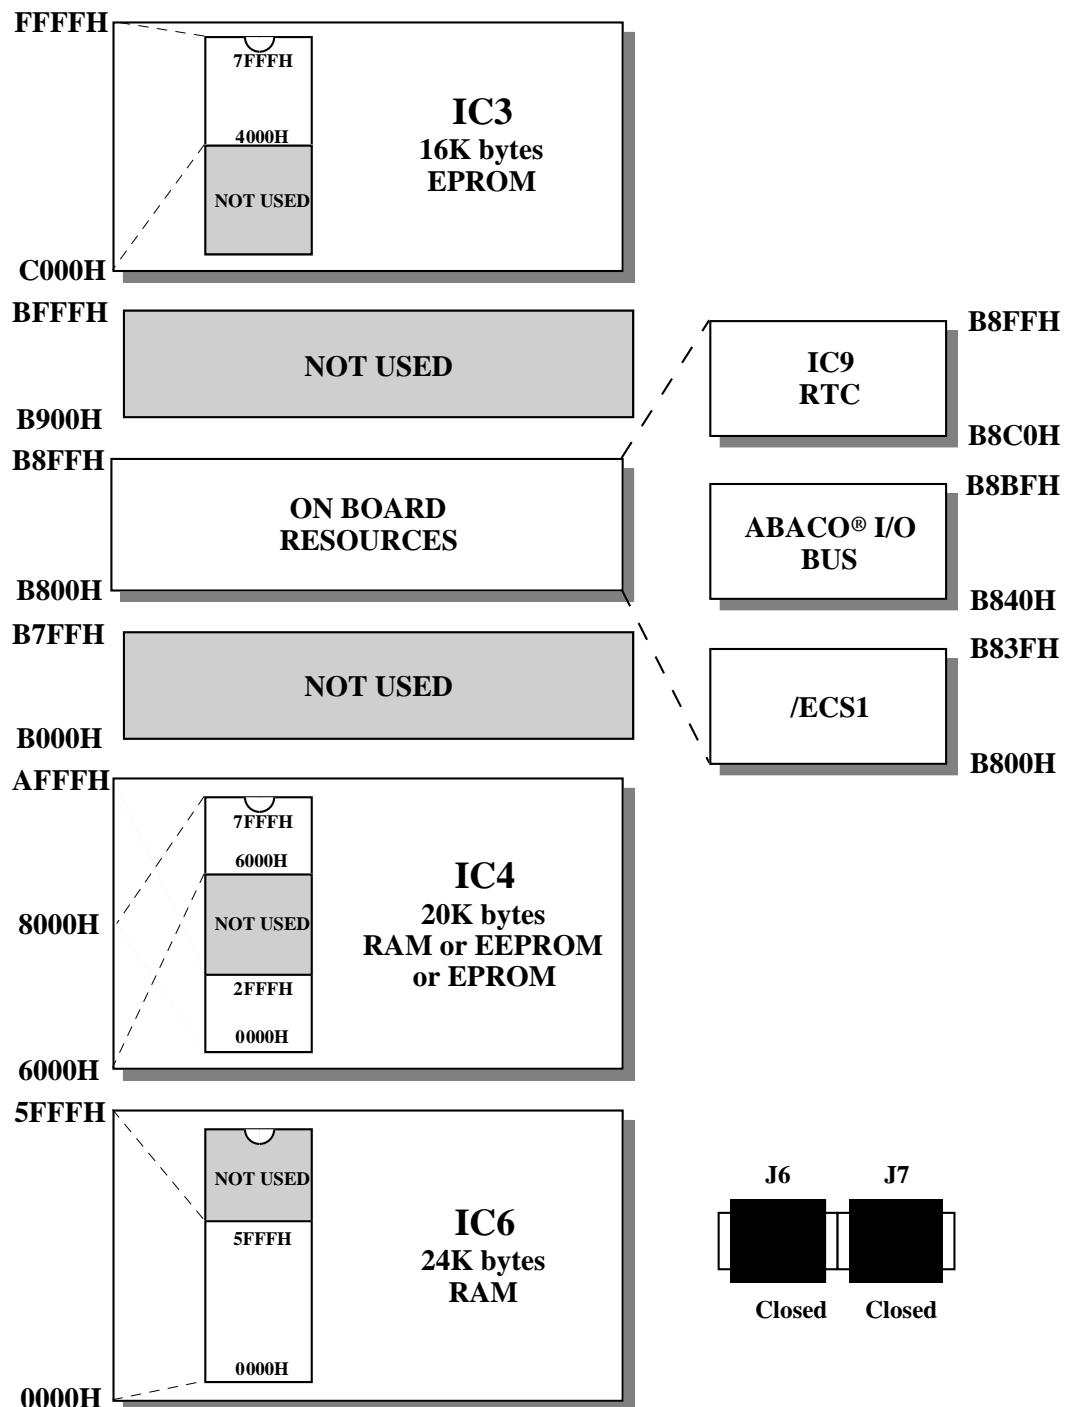 FFFFH
7FFFH
IC3
16K bytes
EPROM
4000H
NOT USED
C000H
BFFFH
NOT USED
B900H
B8FFH
ON BOARD
RESOURCES
B800H
B8FFH
IC9
RTC
B8C0H
B8BFH
ABACO® I/O
BUS
B840H
B83FH
/ECS1
B800H
B7FFH
NOT USED
B000H
AFFFH
7FFFH
6000H
IC4
20K bytes
RAM or EEPROM
or EPROM
8000H
NOT USED
2FFFH
0000H
6000H
5FFFH
NOT USED
5FFFH
IC6
24K bytes
RAM
0000H
0000H
J6
J7
Closed
Closed